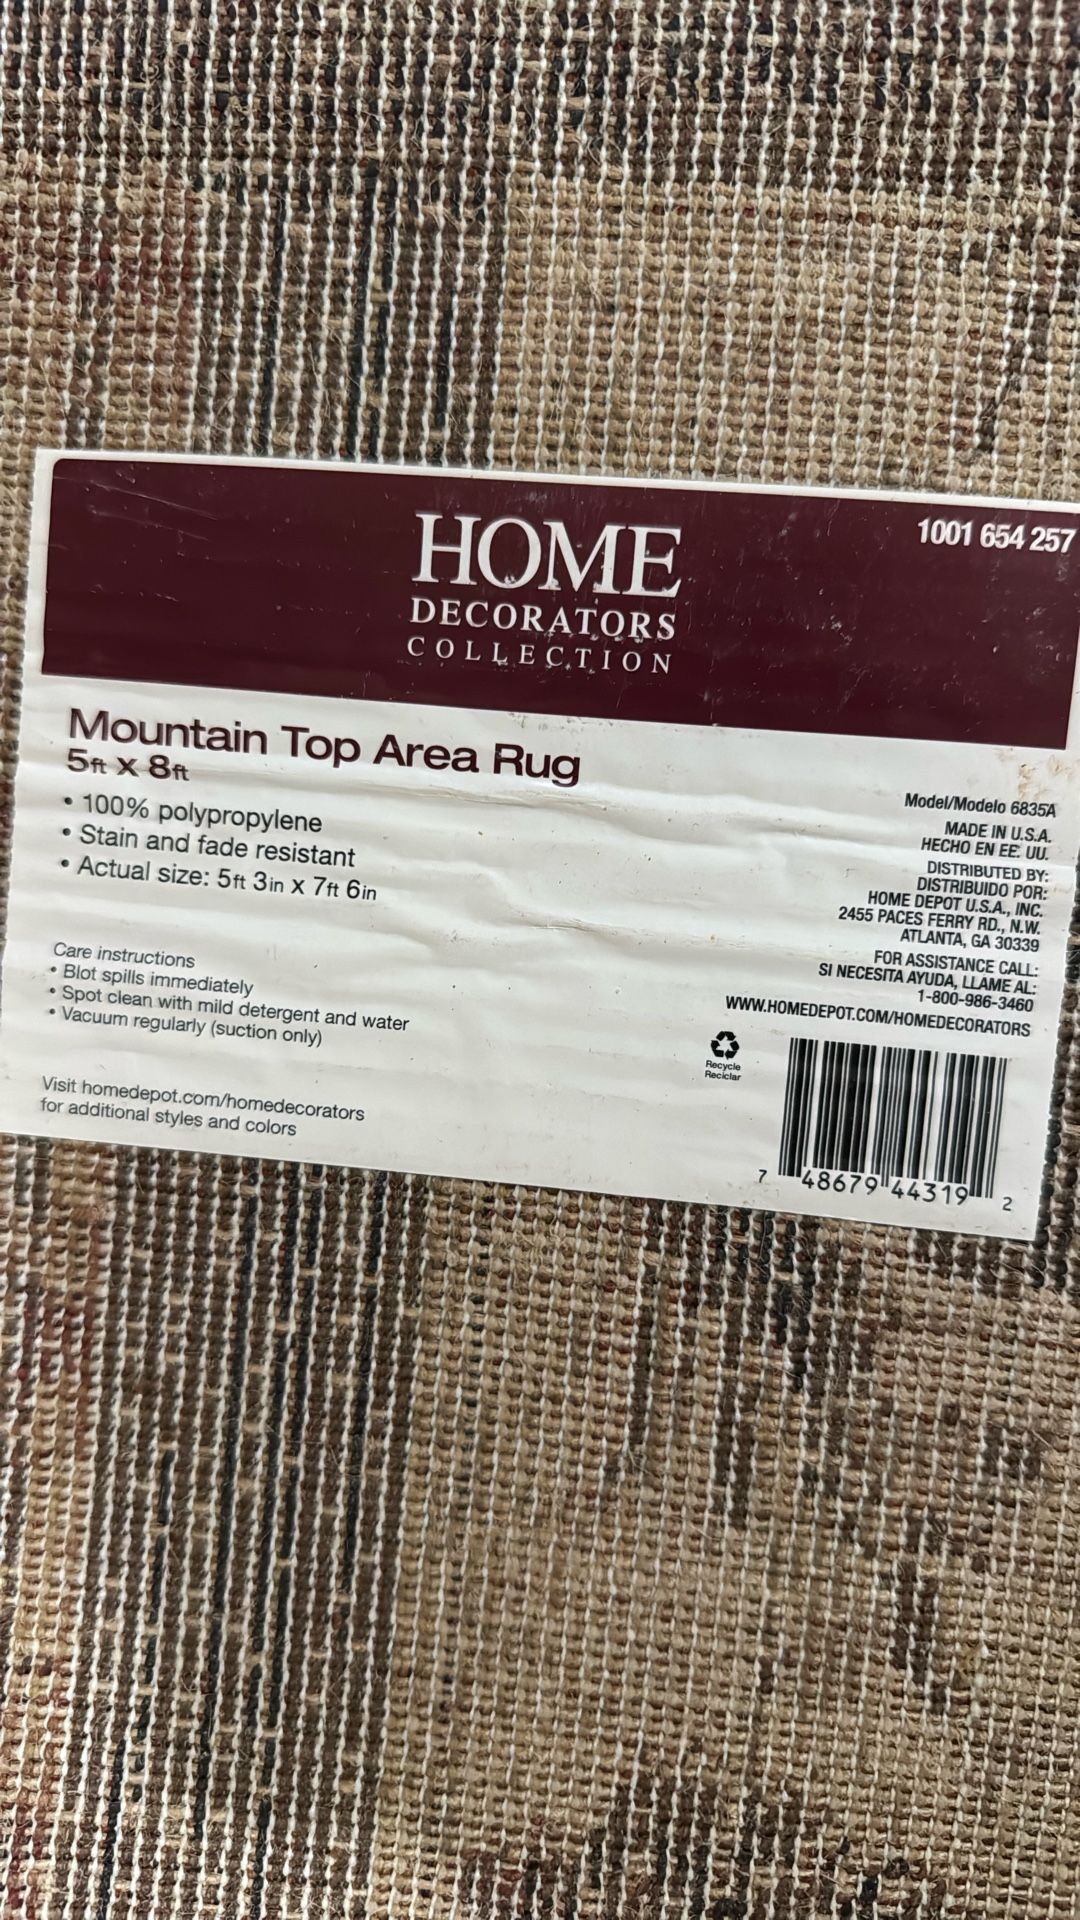 HOME
DECORATORS
COLLECTION
1001 654 257
Mountain Top Area Rug
5ft x 8ft
• 100% polypropylene
• Stain and fade resistant
• Actual size: 5ft 3in x 7ft 6in
Care instructions
• Blot spills immediately
• Spot clean with mild detergent and water
• Vacuum regularly (suction only)
Visit homedepot.com/homedecorators
for additional styles and colors
Model/Modelo 6835A
MADE IN U.S.A.
HECHO EN EE. UU.
DISTRIBUTED BY:
DISTRIBUIDO POR:
HOME DEPOT U.S.A., INC.
2455 PACES FERRY RD., N.W.
ATLANTA, GA 30339
FOR ASSISTANCE CALL:
SI NECESITA AYUDA, LLAME AL:
1-800-986-3460
WWW.HOMEDEPOT.COM/HOMEDECORATORS
Recycle
Reciclar
7 48679 44319 2